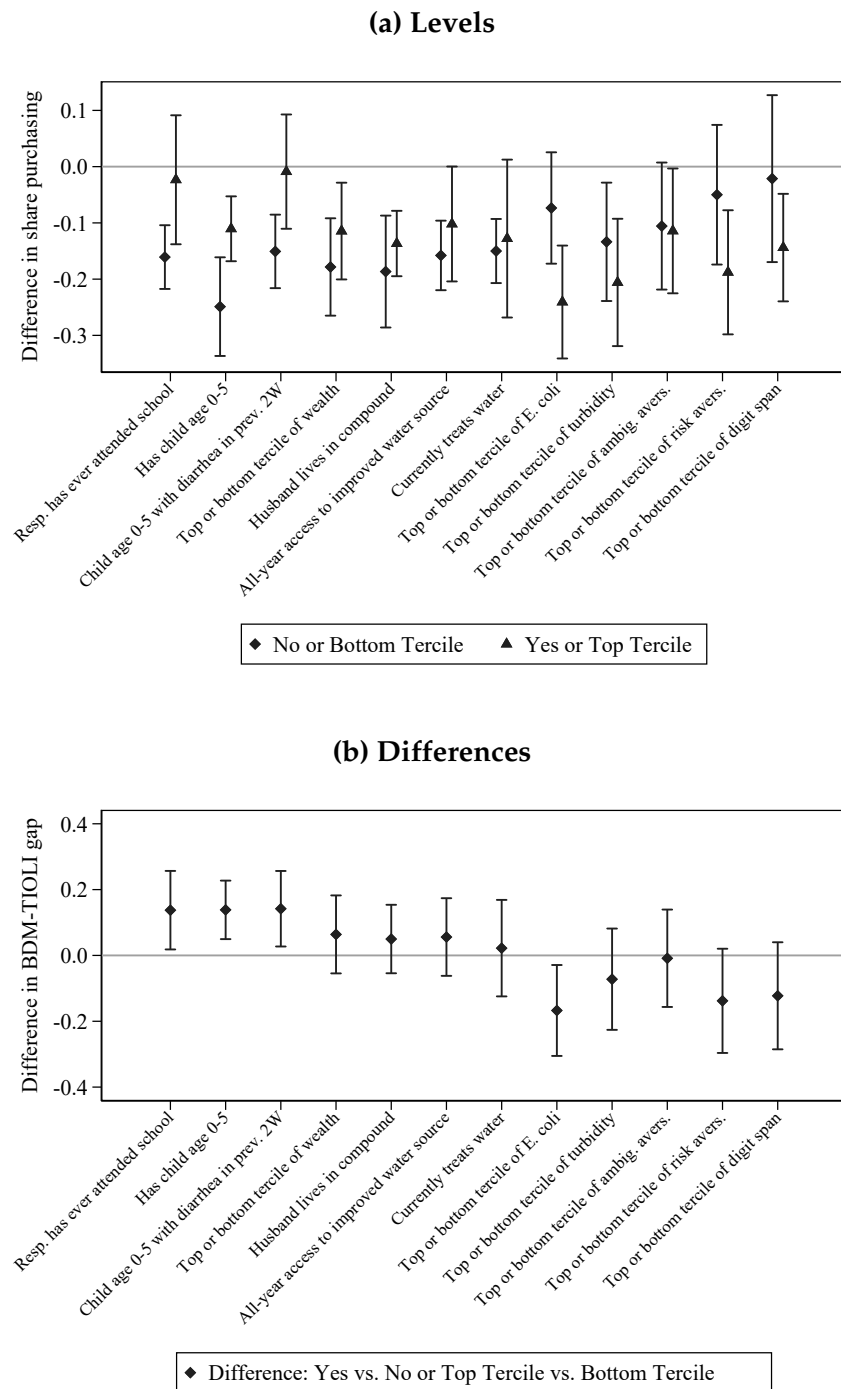 (a) Levels
Difference in share purchasing
0.1
0.0
-0.1
-0.2
-0.3
Resp. has ever attended school
Has child age 0-5
Child age 0-5 with diarrhea in prev. 2W
Top or bottom tercile of wealth
Husband lives in compound
All-year access to improved water source
Currently treats water
Top or bottom tercile of E. coli
Top or bottom tercile of turbidity
Top or bottom tercile of ambig. avers.
Top or bottom tercile of risk avers.
Top or bottom tercile of digit span
No or Bottom Tercile Yes or Top Tercile
(b) Differences
Difference in BDM-TIOLI gap
0.4
0.2
0.0
-0.2
-0.4
Resp. has ever attended school
Has child age 0-5
Child age 0-5 with diarrhea in prev. 2W
Top or bottom tercile of wealth
Husband lives in compound
All-year access to improved water source
Currently treats water
Top or bottom tercile of E. coli
Top or bottom tercile of turbidity
Top or bottom tercile of ambig. avers.
Top or bottom tercile of risk avers.
Top or bottom tercile of digit span
Difference: Yes vs. No or Top Tercile vs. Bottom Tercile